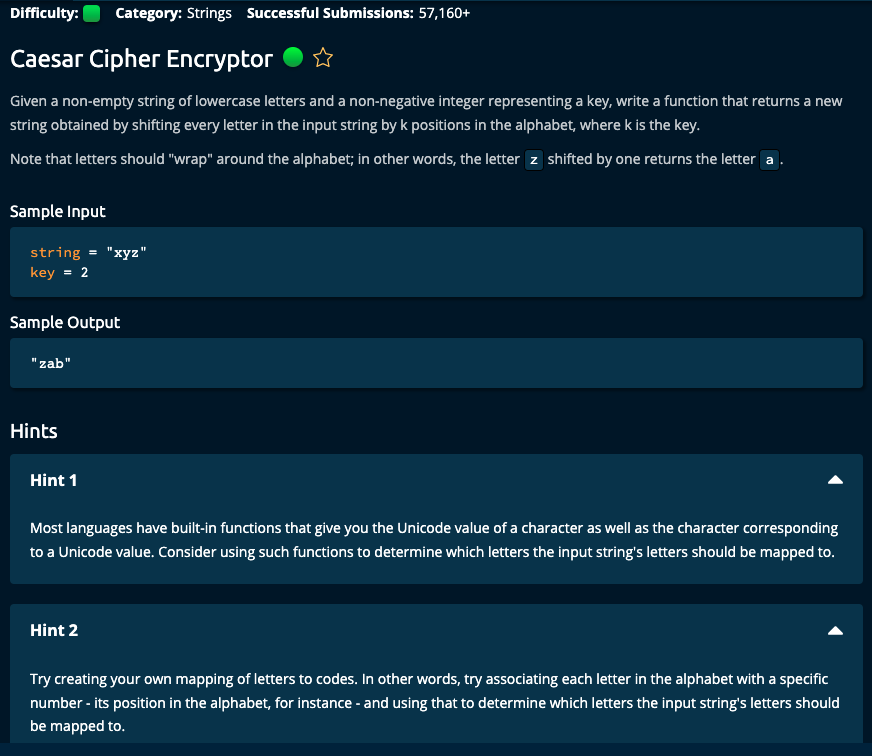 Difficulty: Category: Strings Successful Submissions: 57,160+
Caesar Cipher Encryptor
Given a non-empty string of lowercase letters and a non-negative integer representing a key, write a function that returns a new
string obtained by shifting every letter in the input string by k positions in the alphabet, where k is the key.
Note that letters should "wrap" around the alphabet; in other words, the letter z shifted by one returns the letter a.
Sample Input
string = "xyz"
key = 2
Sample Output
"zab"
Hints
Hint 1
Most languages have built-in functions that give you the Unicode value of a character as well as the character corresponding
to a Unicode value. Consider using such functions to determine which letters the input string's letters should be mapped to.
Hint 2
Try creating your own mapping of letters to codes. In other words, try associating each letter in the alphabet with a specific
number - its position in the alphabet, for instance - and using that to determine which letters the input string's letters should
be mapped to.